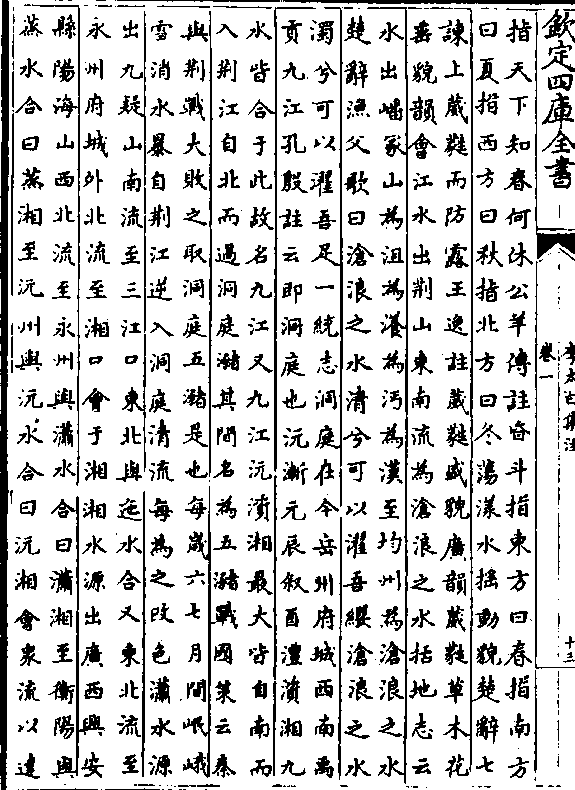 欽定四庫全書
李太白集注
卷一
十三
指天下知春何休公羊傳註昏斗指東方曰春指南方
曰夏指西方曰秋指北方曰冬蕩漾水揺動貌楚辭七
諫上葳蕤而防露王逸註葳蕤盛貌廣韻葳蕤草木花
垂貌韻會江水出荆山東南流為滄浪之水括地志云
水出嶓冢山為沮為漾為沔為漢至均州為滄浪之水
楚辭漁父歌曰滄浪之水清兮可以濯吾纓滄浪之水
濁兮可以濯吾足一統志洞庭在今岳州府城西南禹
貢九江孔殷註云即洞庭也沅漸元辰叙酉澧資湘九
水皆合于此故名九江又九江沅資湘最大皆自南而
入荆江自北而過洞庭瀦其間名為五瀦戰國策云秦
與荆戰大敗之取洞庭五瀦是也每歲六七月間岷峨
雪消水暴自荆江逆入洞庭清流每為之改色瀟水源
出九疑山南流至三江口東北與迤水合又東北流至
永州府城外北流至湘口會于湘湘水源出廣西興安
縣陽海山西北流至永州與瀟水合曰瀟湘至衡陽與
蒸水合曰蒸湘至沅州與沅水合曰沅湘會衆流以達